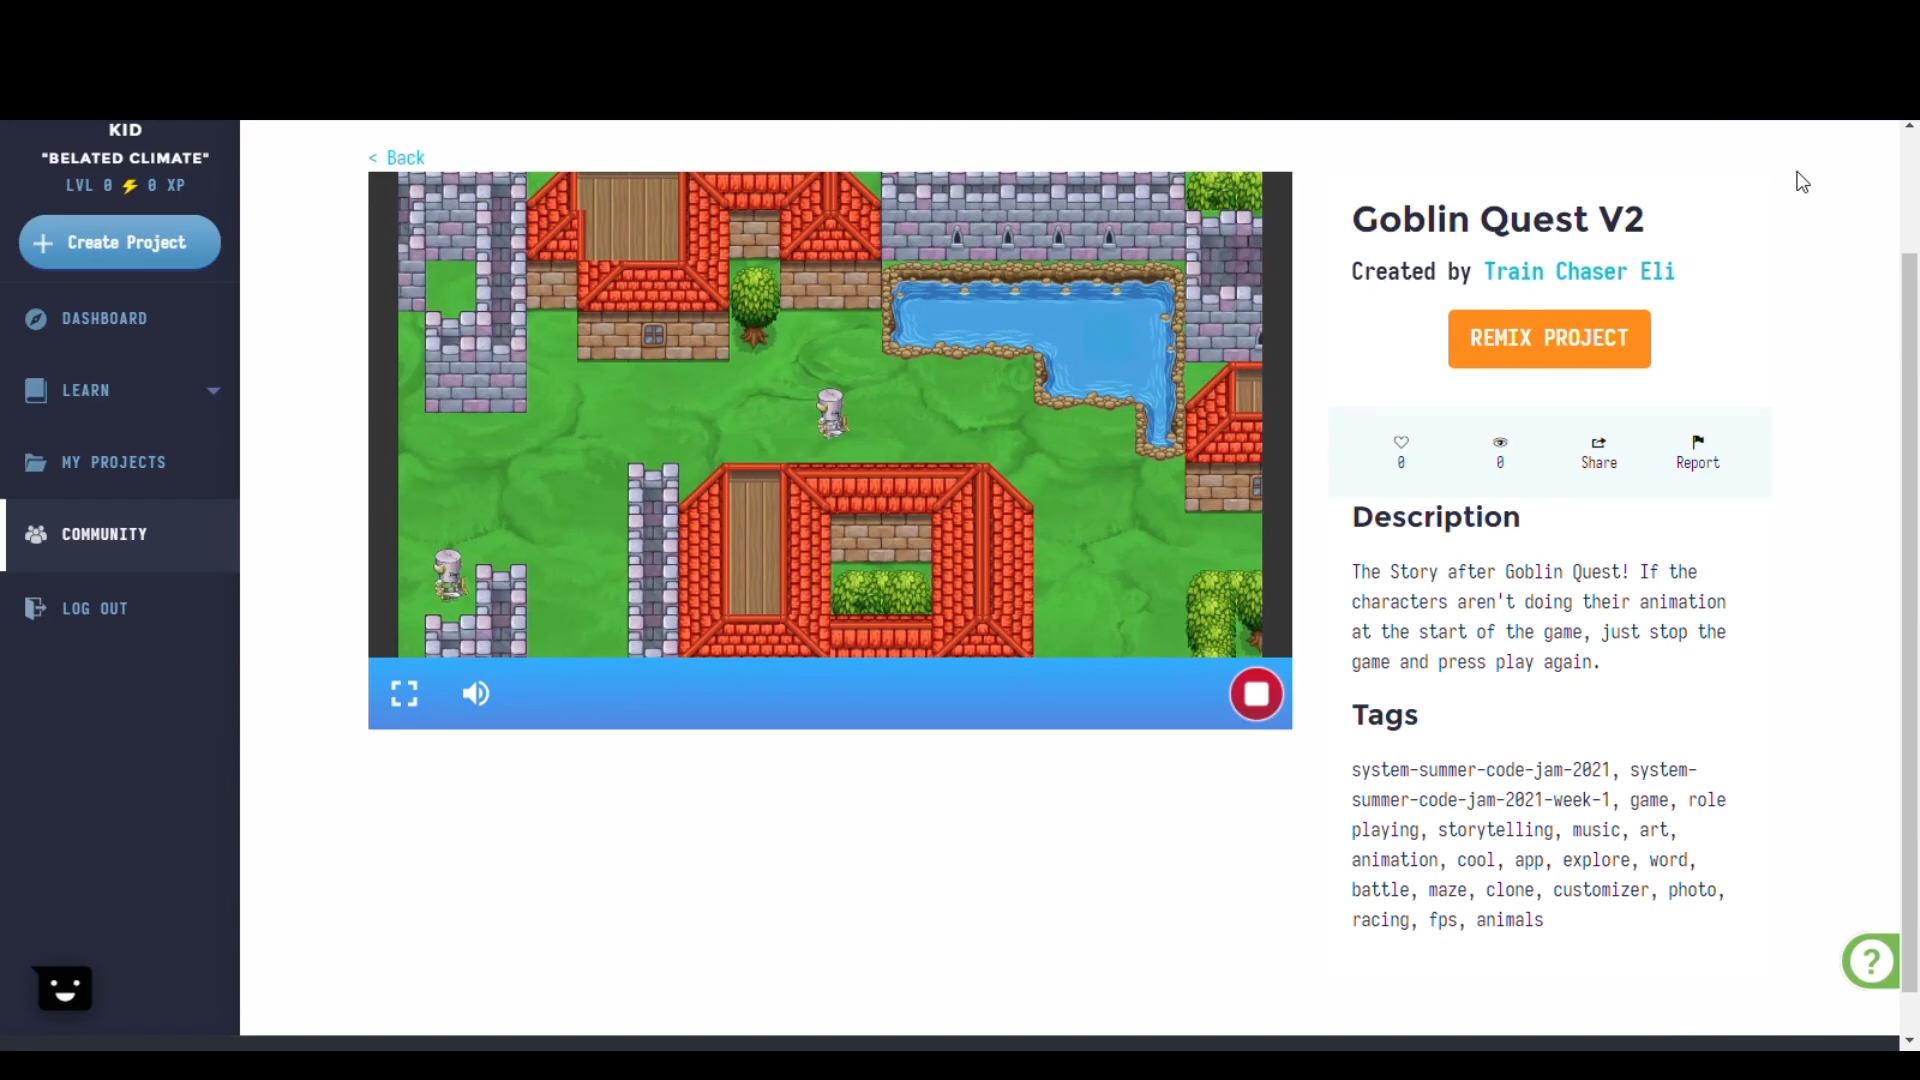 KID
"BELATED CLIMATE"
LVL 0 ⚡ 0 XP
+ Create Project
DASHBOARD
LEARN
MY PROJECTS
COMMUNITY
LOG OUT
< Back
Goblin Quest V2
Created by Train Chaser Eli
REMIX PROJECT
0
0
Share
Report
Description
The Story after Goblin Quest! If the
characters aren't doing their animation
at the start of the game, just stop the
game and press play again.
Tags
system-summer-code-jam-2021, system-
summer-code-jam-2021-week-1, game, role
playing, storytelling, music, art,
animation, cool, app, explore, word,
battle, maze, clone, customizer, photo,
racing, fps, animals
?